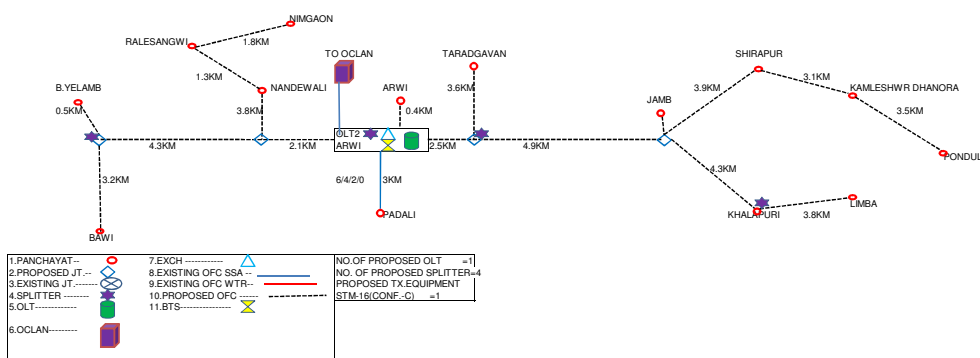 NIMGAON
RALESANGWI
1.8KM
TO OCLAN
TARADGAVAN
SHIRAPUR
1.3KM
3.9KM
3.1KM
B.YELAMB
NANDEWALI
ARWI
3.6KM
KAMLESHWR DHANORA
0.5KM
3.8KM
0.4KM
JAMB
3.5KM
OLT2
ARWI
4.3KM
2.1KM
2.5KM
4.9KM
PONDUL
3.2KM
6/4/2/0
3KM
4.3KM
BAWI
PADALI
KHALAPURI
3.8KM
LIMBA
1.PANCHAYAT--
2.PROPOSED JT.--
3.EXISTING JT.-------
4.SPLITTER --------
5.OLT-------------
6.OCLAN---------
7.EXCH ------------
8.EXISTING OFC SSA --
9.EXISTING OFC WTR--
10.PROPOSED OFC ------
11.BTS----------------
NO.OF PROPOSED OLT =1
NO. OF PROPOSED SPLITTER=4
PROPOSED TX.EQUIPMENT
STM-16(CONF.-C) =1